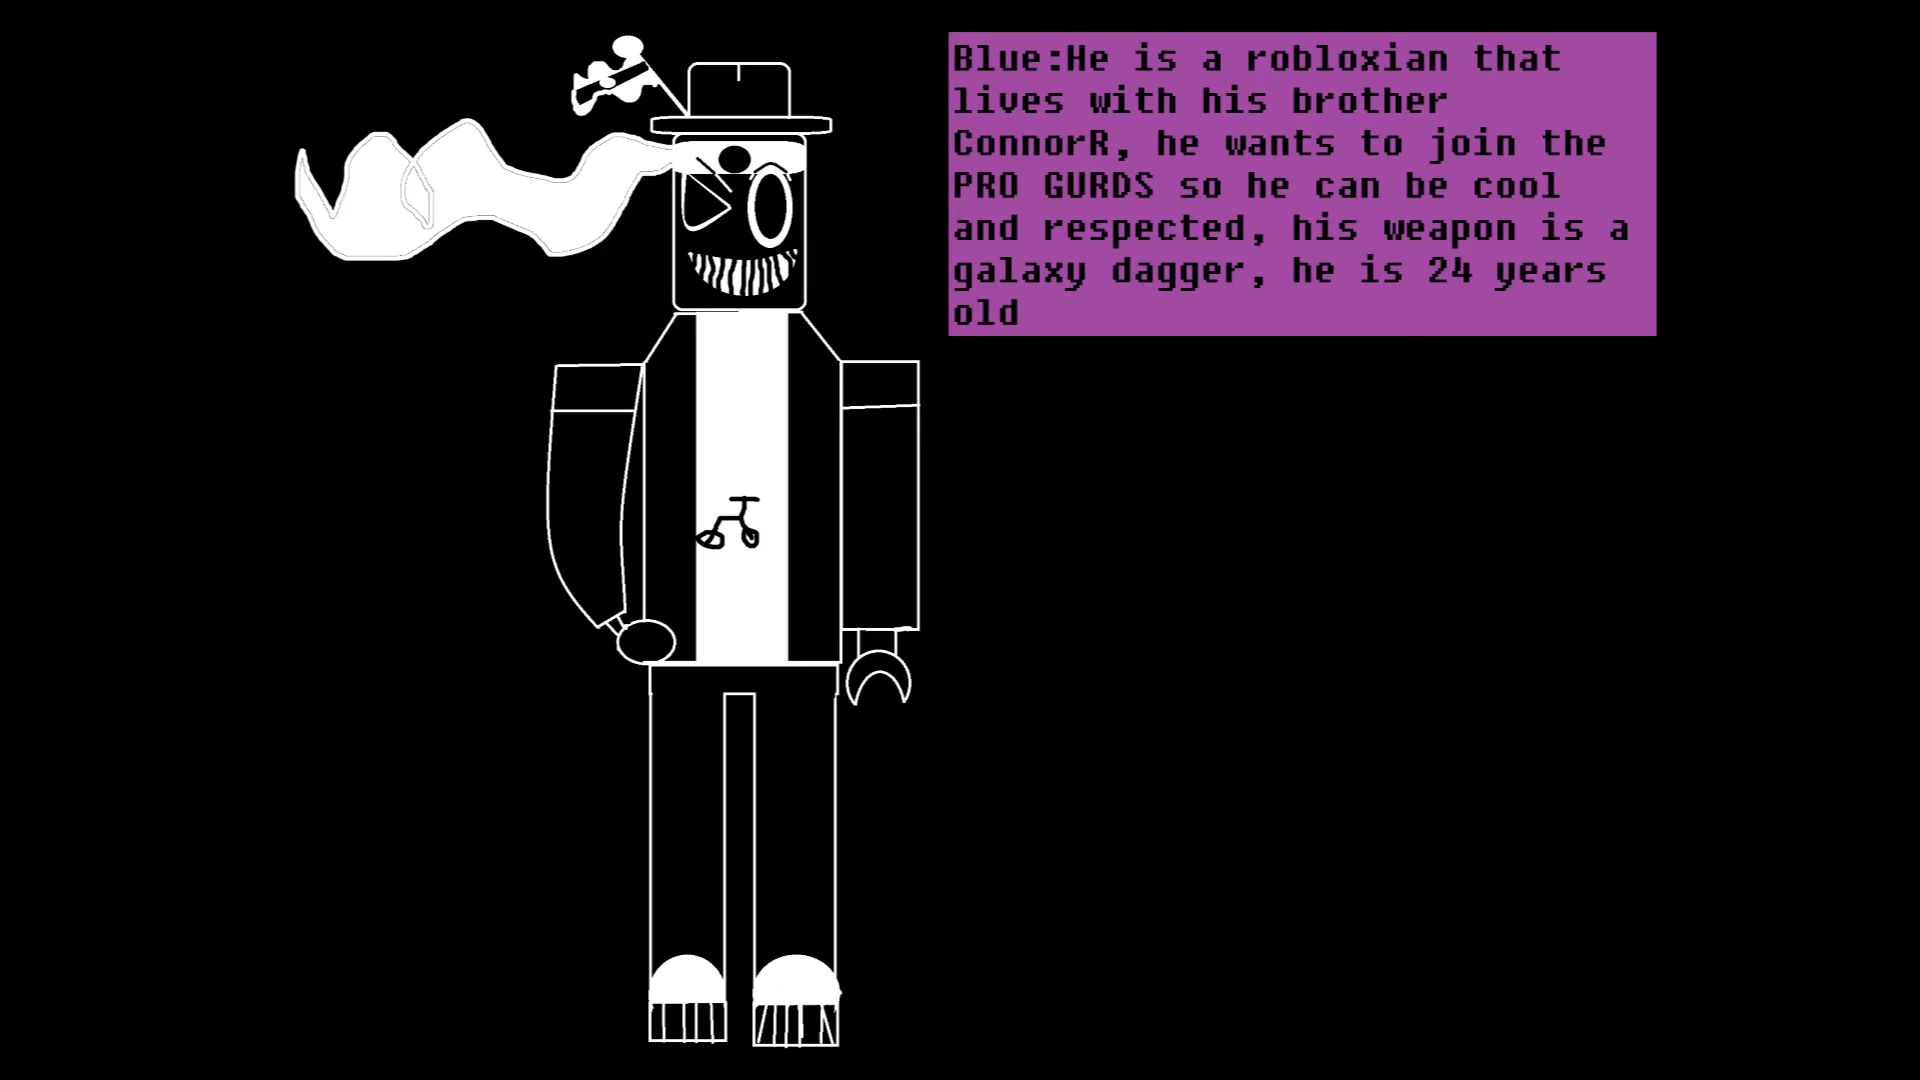 Blue:He is a robloxian that
lives with his brother
ConnorR, he wants to join the
PRO GURDS so he can be cool
and respected, his weapon is a
galaxy dagger, he is 24 years
old